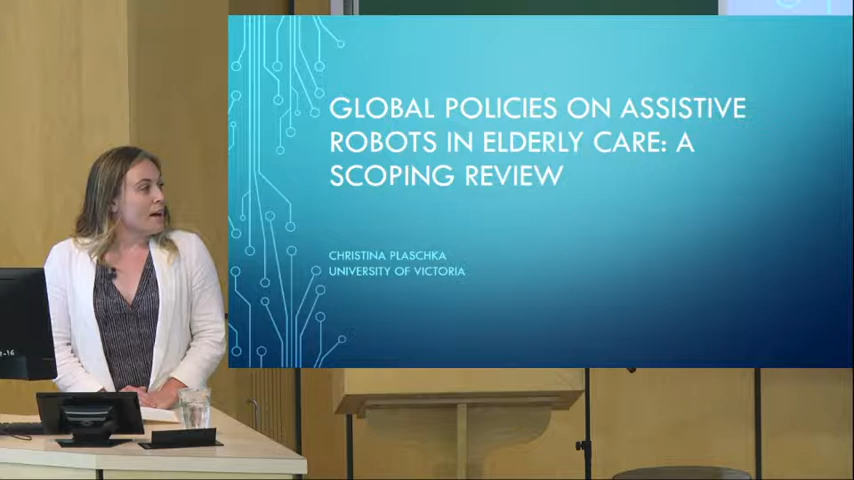 GLOBAL POLICIES ON ASSISTIVE
ROBOTS IN ELDERLY CARE: A
SCOPING REVIEW
CHRISTINA PLASCHKA
UNIVERSITY OF VICTORIA